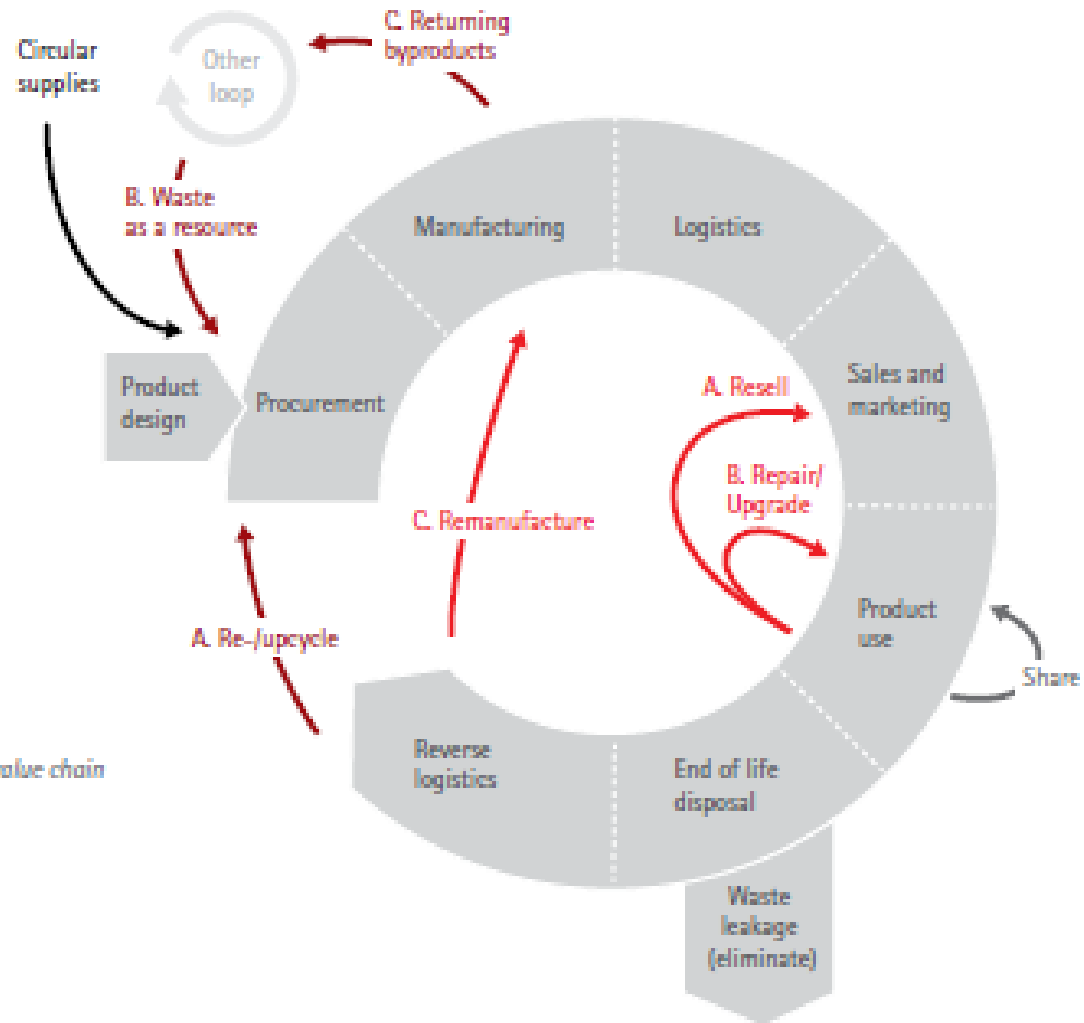 Circular
supplies
Other
loop
C. Returning
byproducts
B. Waste
as a resource
Manufacturing
Logistics
Product
design
Procurement
A. Resell
Sales and
marketing
B. Repair/
Upgrade
C. Remanufacture
Product
use
A. Re-/upcycle
Share
Reverse
logistics
End of life
disposal
chain
Waste
leakage
(eliminate)